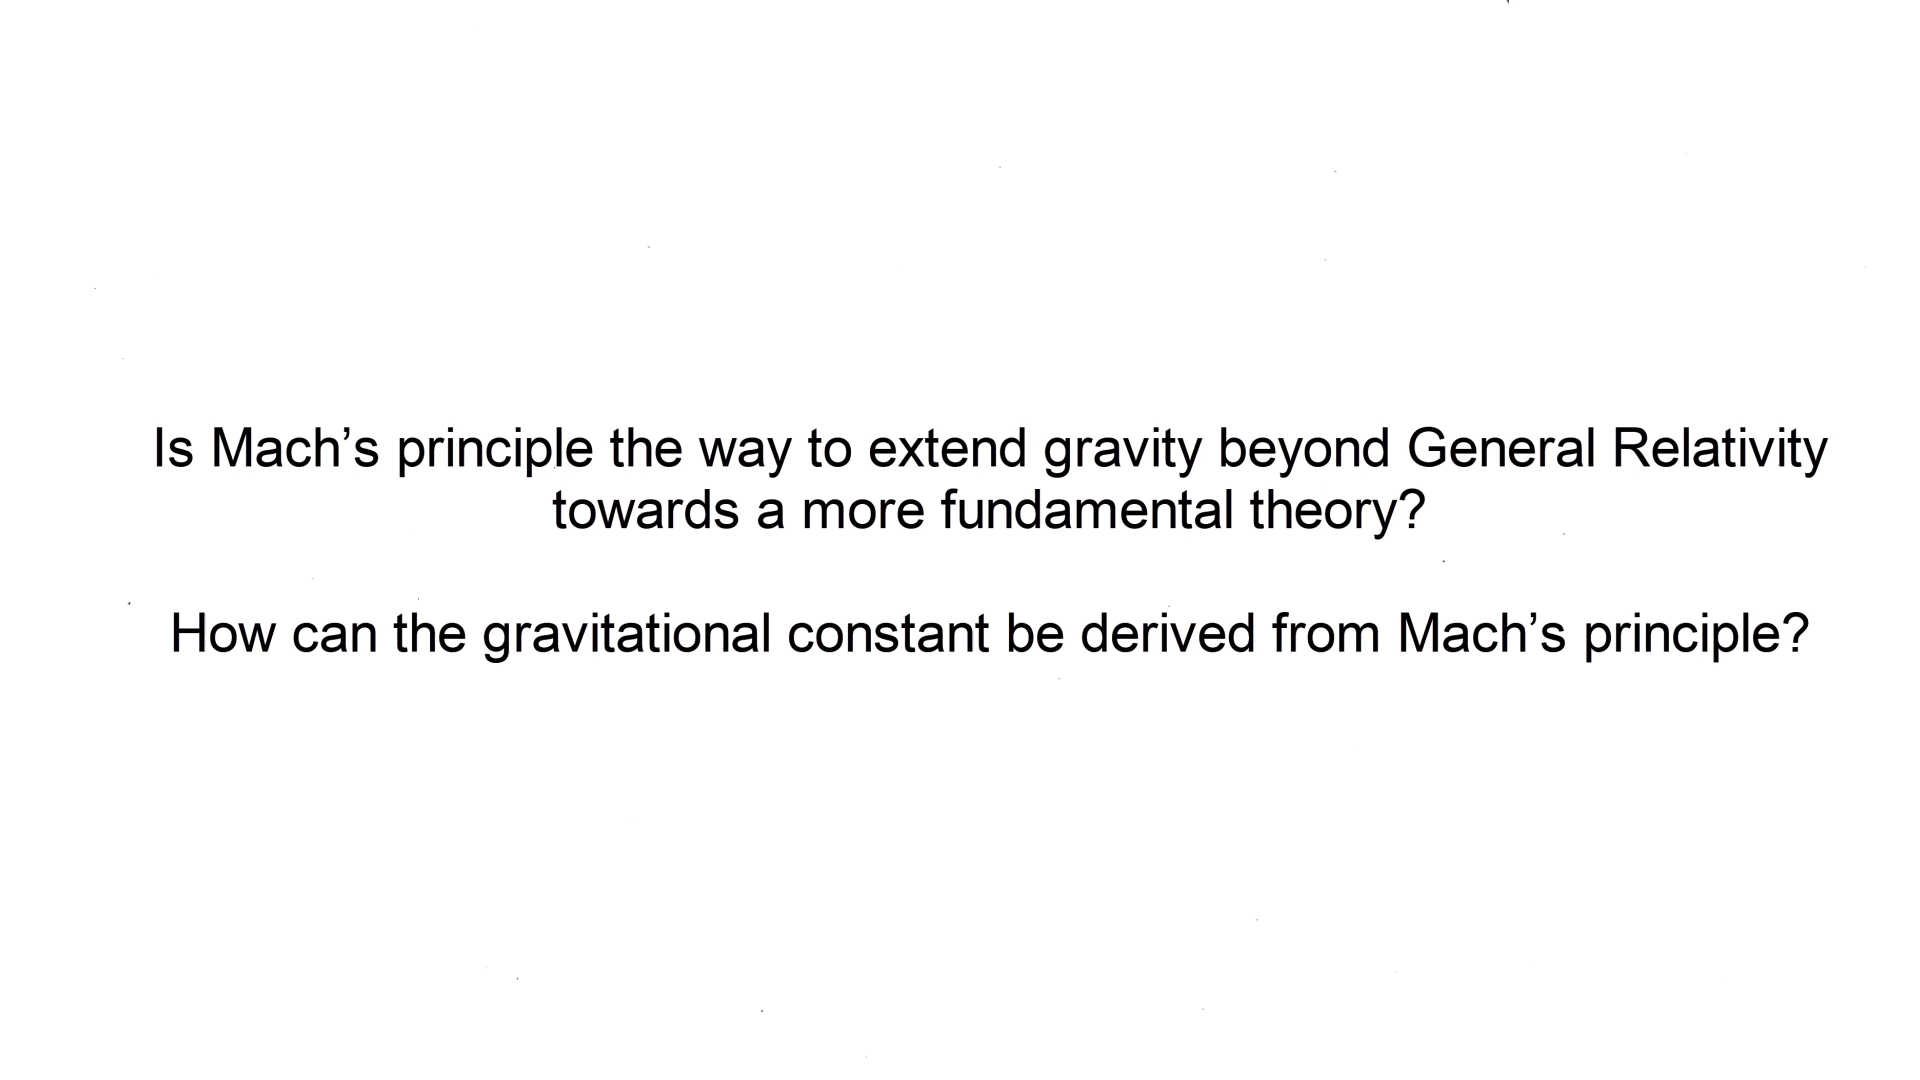 Is Mach’s principle the way to extend gravity beyond General Relativity
towards a more fundamental theory?
How can the gravitational constant be derived from Mach’s principle?